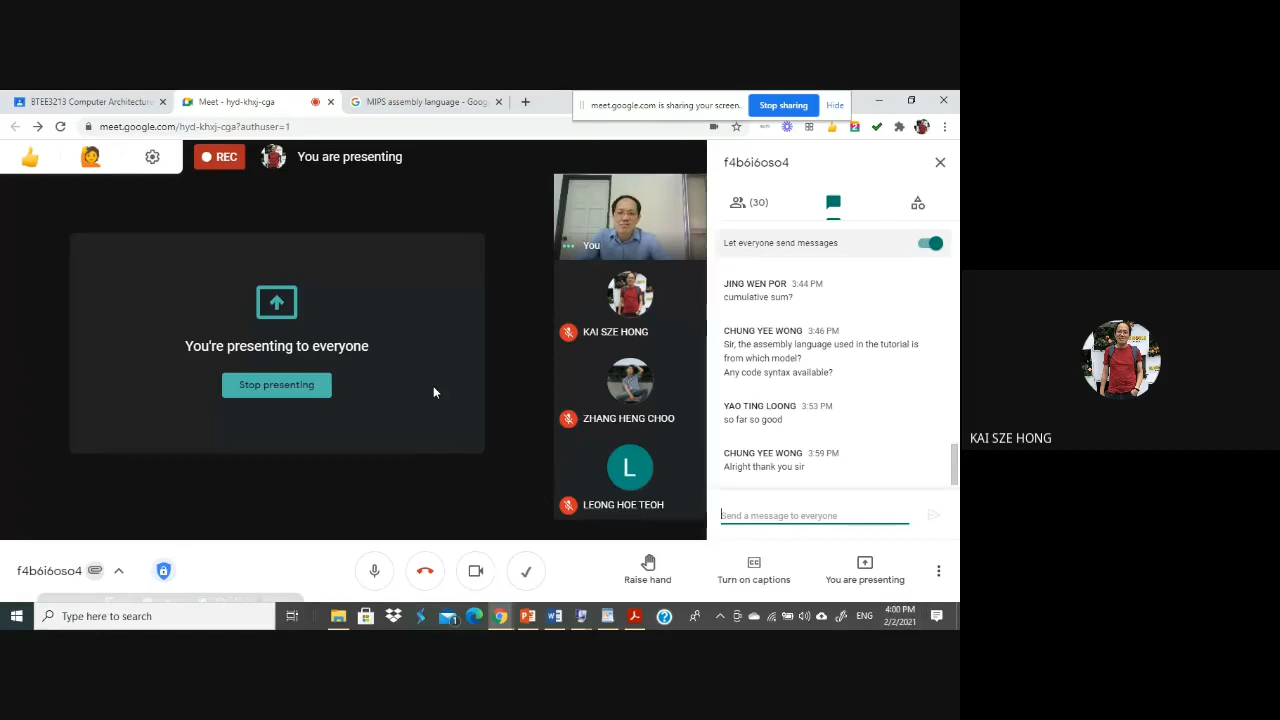 BTEE3213 Computer Architecture
Meet - hyd-khxj-cga
MIPS assembly language - Goog
meet.google.com is sharing your screen.
Stop sharing
Hide
meet.google.com/hyd-khxj-cga?authuser=1
REC
You are presenting
f4b6i6oso4
(30)
Let everyone send messages
You
JING WEN POR 3:44 PM
cumulative sum?
CHUNG YEE WONG 3:46 PM
Sir, the assembly language used in the tutorial is
from which model?
Any code syntax available?
YAO TING LOONG 3:53 PM
so far so good
CHUNG YEE WONG 3:59 PM
Alright thank you sir
Send a message to everyone
You're presenting to everyone
Stop presenting
KAI SZE HONG
ZHANG HENG CHOO
L
LEONG HOE TEOH
KAI SZE HONG
f4b6i6oso4
Raise hand
Turn on captions
You are presenting
Type here to search
1
ENG
4:00 PM
2/2/2021